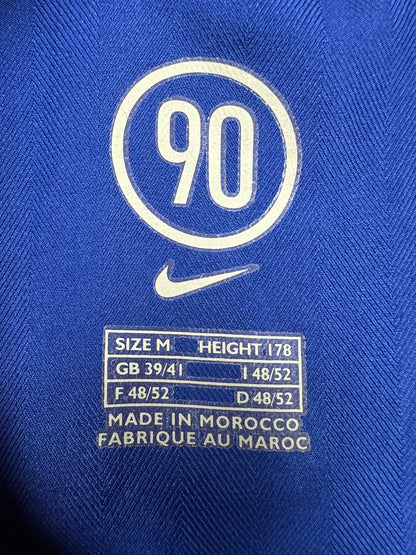 90
SIZE M HEIGHT 178
GB 39/41 I 48/52
F 48/52 D 48/52
MADE IN MOROCCO
FABRIQUE AU MAROC